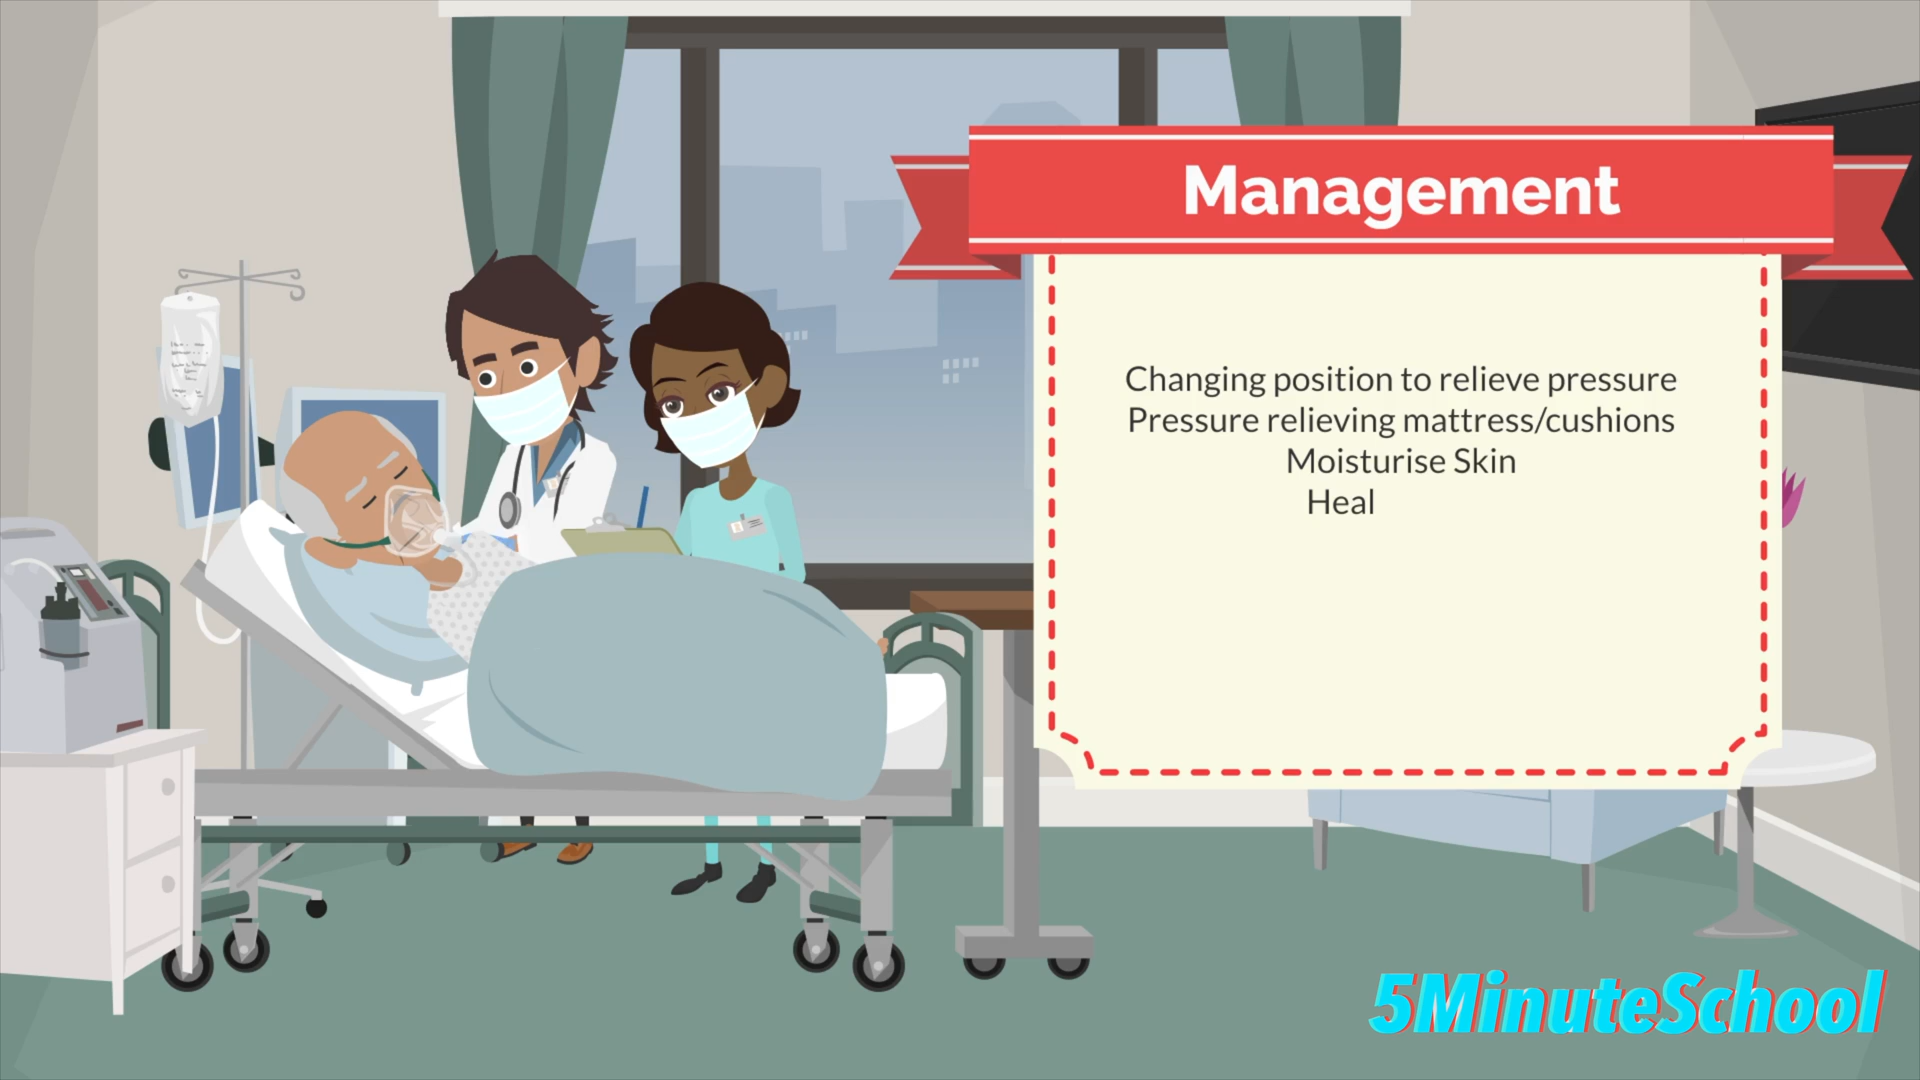 Management
Changing position to relieve pressure
Pressure relieving mattress/cushions
Moisturise Skin
Heal
5MinuteSchool